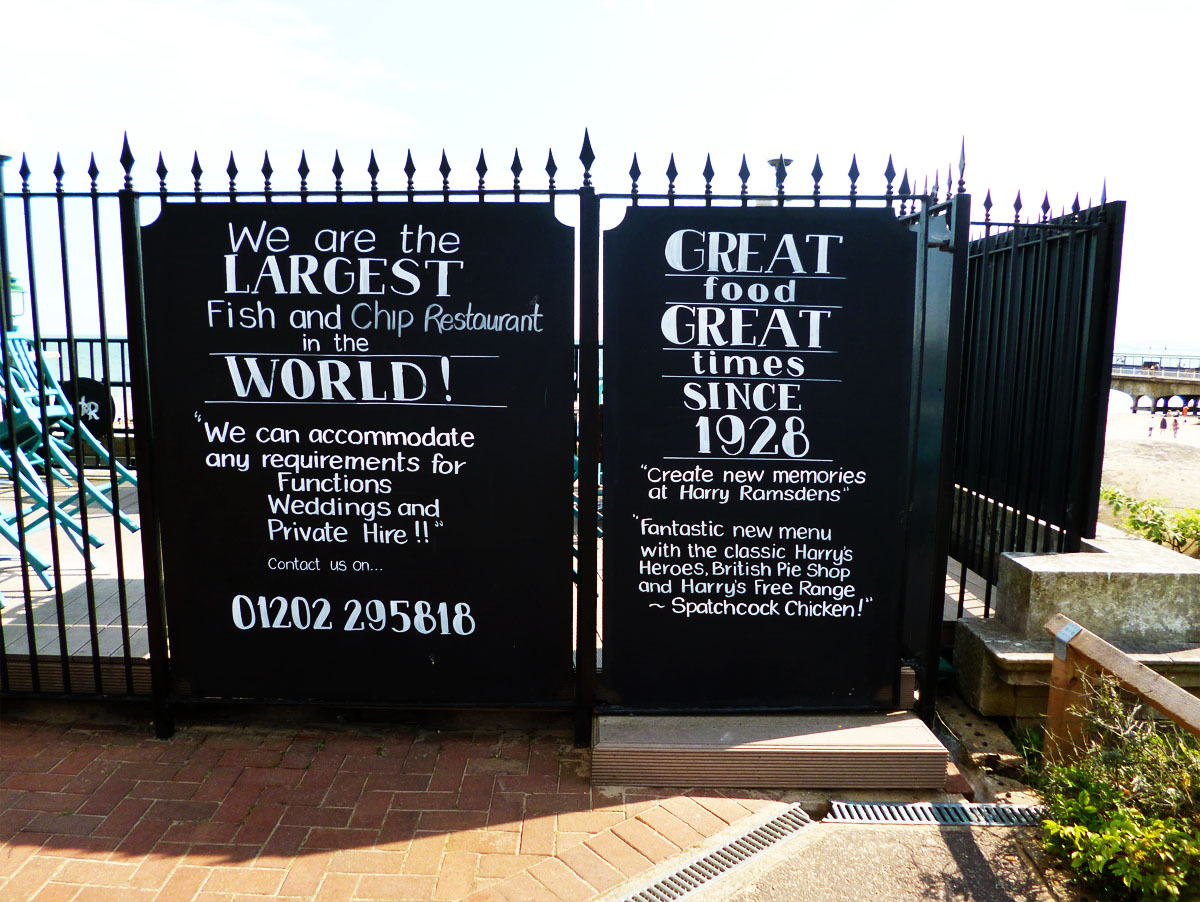 We are the
LARGEST
Fish and Chip Restaurant
in the
WORLD!
"We can accommodate
any requirements for
Functions
Weddings and
Private Hire!!"
Contact us on...
01202 295818
GREAT
food
GREAT
times
SINCE
1928
"Create new memories
at Harry Ramsdens"
"Fantastic new menu
with the classic Harry's
Heroes, British Pie Shop
and Harry's Free Range
~ Spatchcock Chicken!"